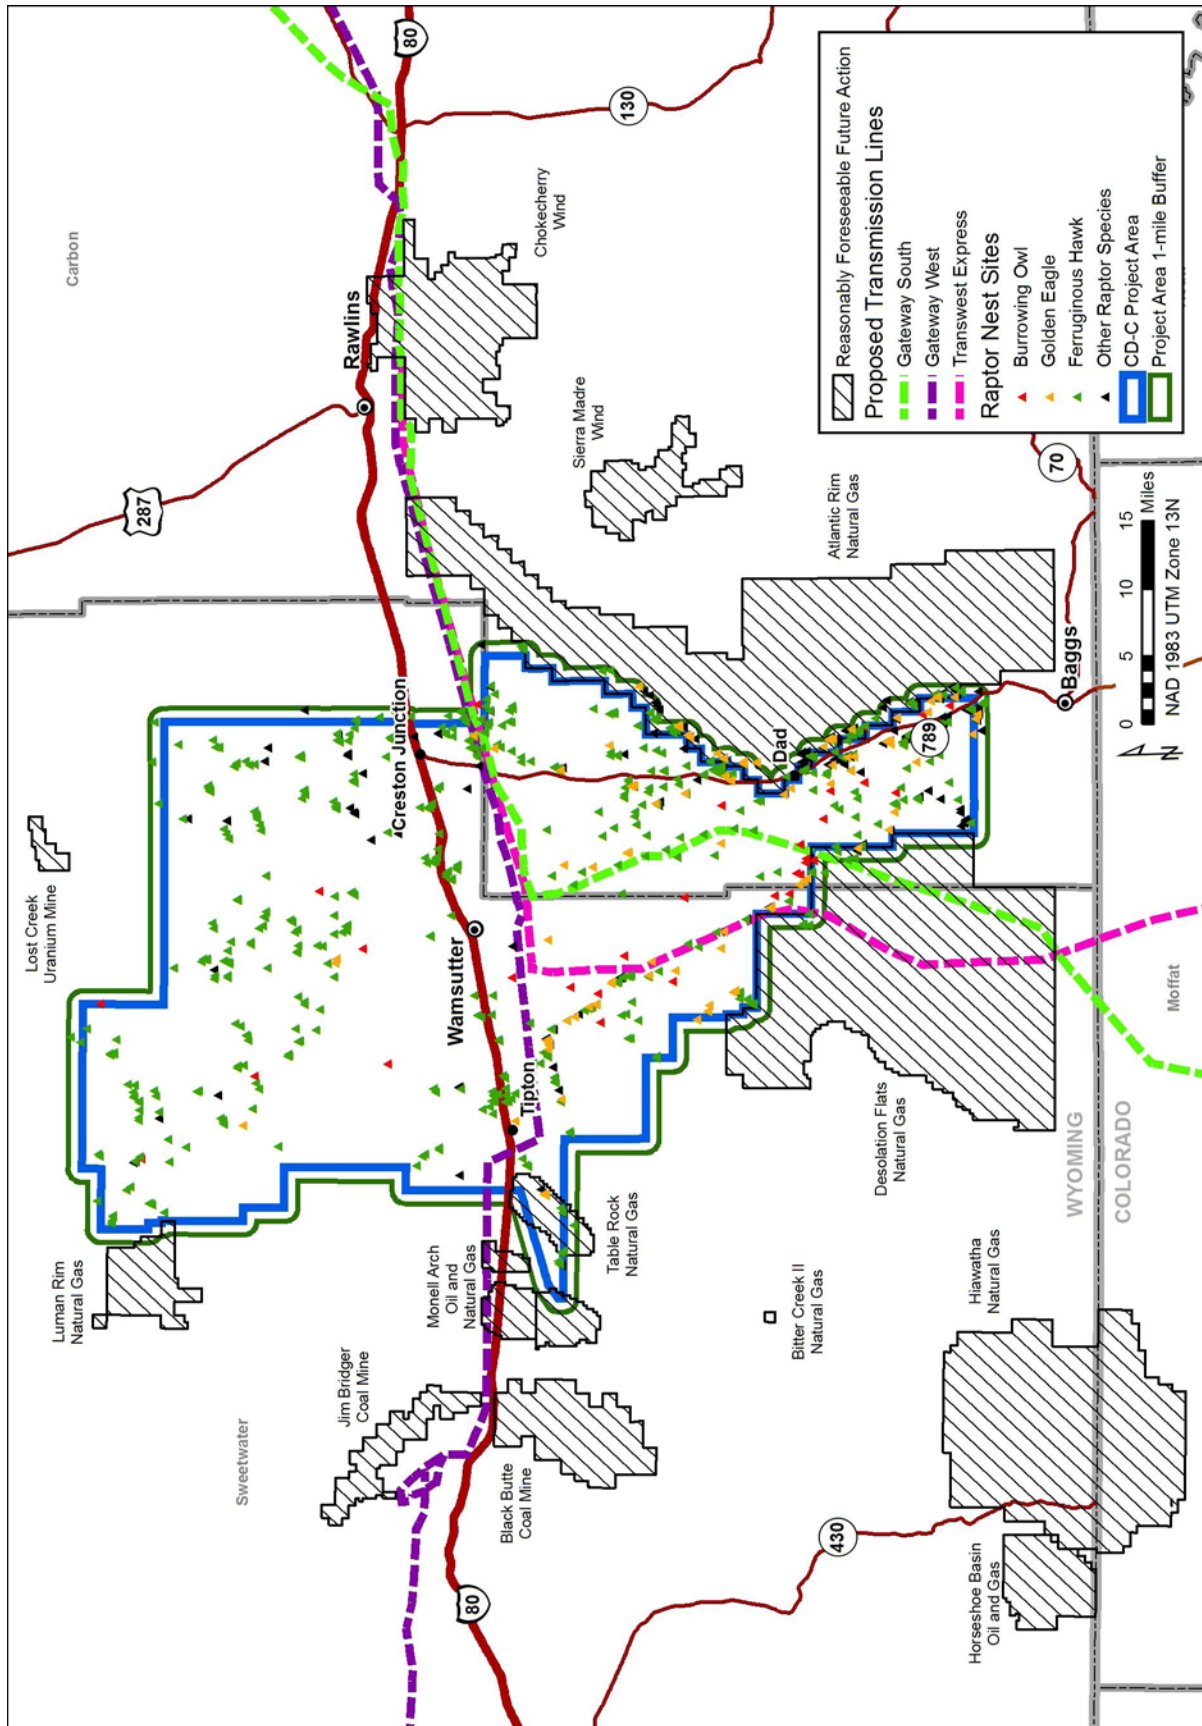 Carbon
Sweetwater
Moffat
WYOMING
COLORADO
80
80
287
130
789
70
430
Lost Creek
Uranium Mine
Luman Rim
Natural Gas
Jim Bridger
Coal Mine
Monell Arch
Oil and
Natural Gas
Black Butte
Coal Mine
Table Rock
Natural Gas
Bitter Creek II
Natural Gas
Desolation Flats
Natural Gas
Hiawatha
Natural Gas
Horseshoe Basin
Oil and Gas
Atlantic Rim
Natural Gas
Sierra Madre
Wind
Chokecherry
Wind
Rawlins
Creston Junction
Wamsutter
Tipton
Dad
Baggs
N
0 5 10 15
Miles
NAD 1983 UTM Zone 13N
Reasonably Foreseeable Future Action
Proposed Transmission Lines
Gateway South
Gateway West
Transwest Express
Raptor Nest Sites
Burrowing Owl
Golden Eagle
Ferruginous Hawk
Other Raptor Species
CD-C Project Area
Project Area 1-mile Buffer